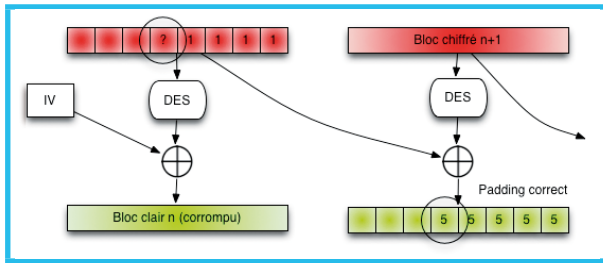 ? 1 1 1 1
Bloc chiffré n+1
IV
DES
DES
Padding correct
Bloc clair n (corrompu)
5 5 5 5 5